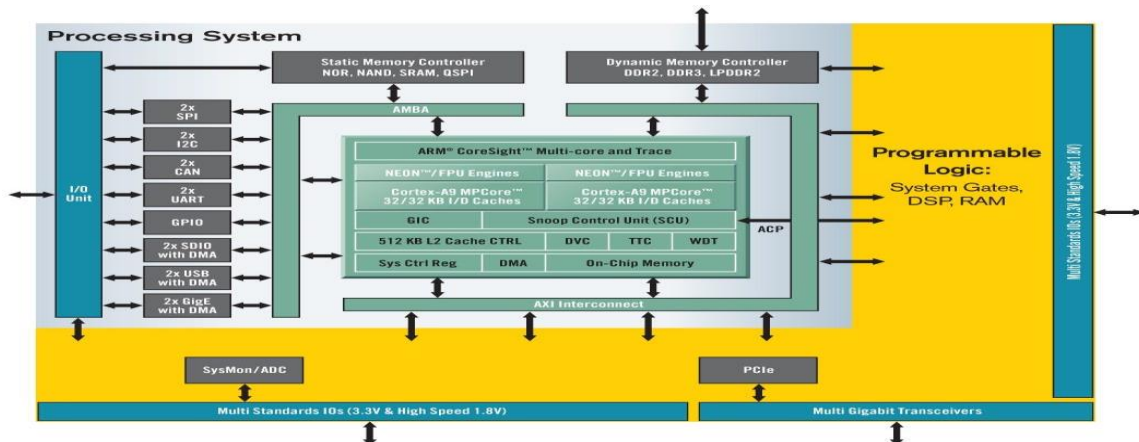 Processing System
Static Memory Controller
NOR, NAND, SRAM, QSPI
Dynamic Memory Controller
DDR2, DDR3, LPDDR2
AMBA
I/O
Unit
2x
SPI
2x
I2C
2x
CAN
2x
UART
GPIO
2x SDIO
with DMA
2x USB
with DMA
2x GigE
with DMA
ARM® CoreSight™ Multi-core and Trace
NEON™/FPU Engines
NEON™/FPU Engines
Cortex-A9 MPCore™
32/32 KB I/D Caches
Cortex-A9 MPCore™
32/32 KB I/D Caches
GIC
Snoop Control Unit (SCU)
512 KB L2 Cache CTRL
DVC
TTC
WDT
Sys Ctrl Reg
DMA
On-Chip Memory
ACP
AXI Interconnect
Programmable
Logic:
System Gates,
DSP, RAM
Multi Standards IOs (3.3V & High Speed 1.8V)
SysMon/ADC
PCIe
Multi Standards IOs (3.3V & High Speed 1.8V)
Multi Gigabit Transceivers